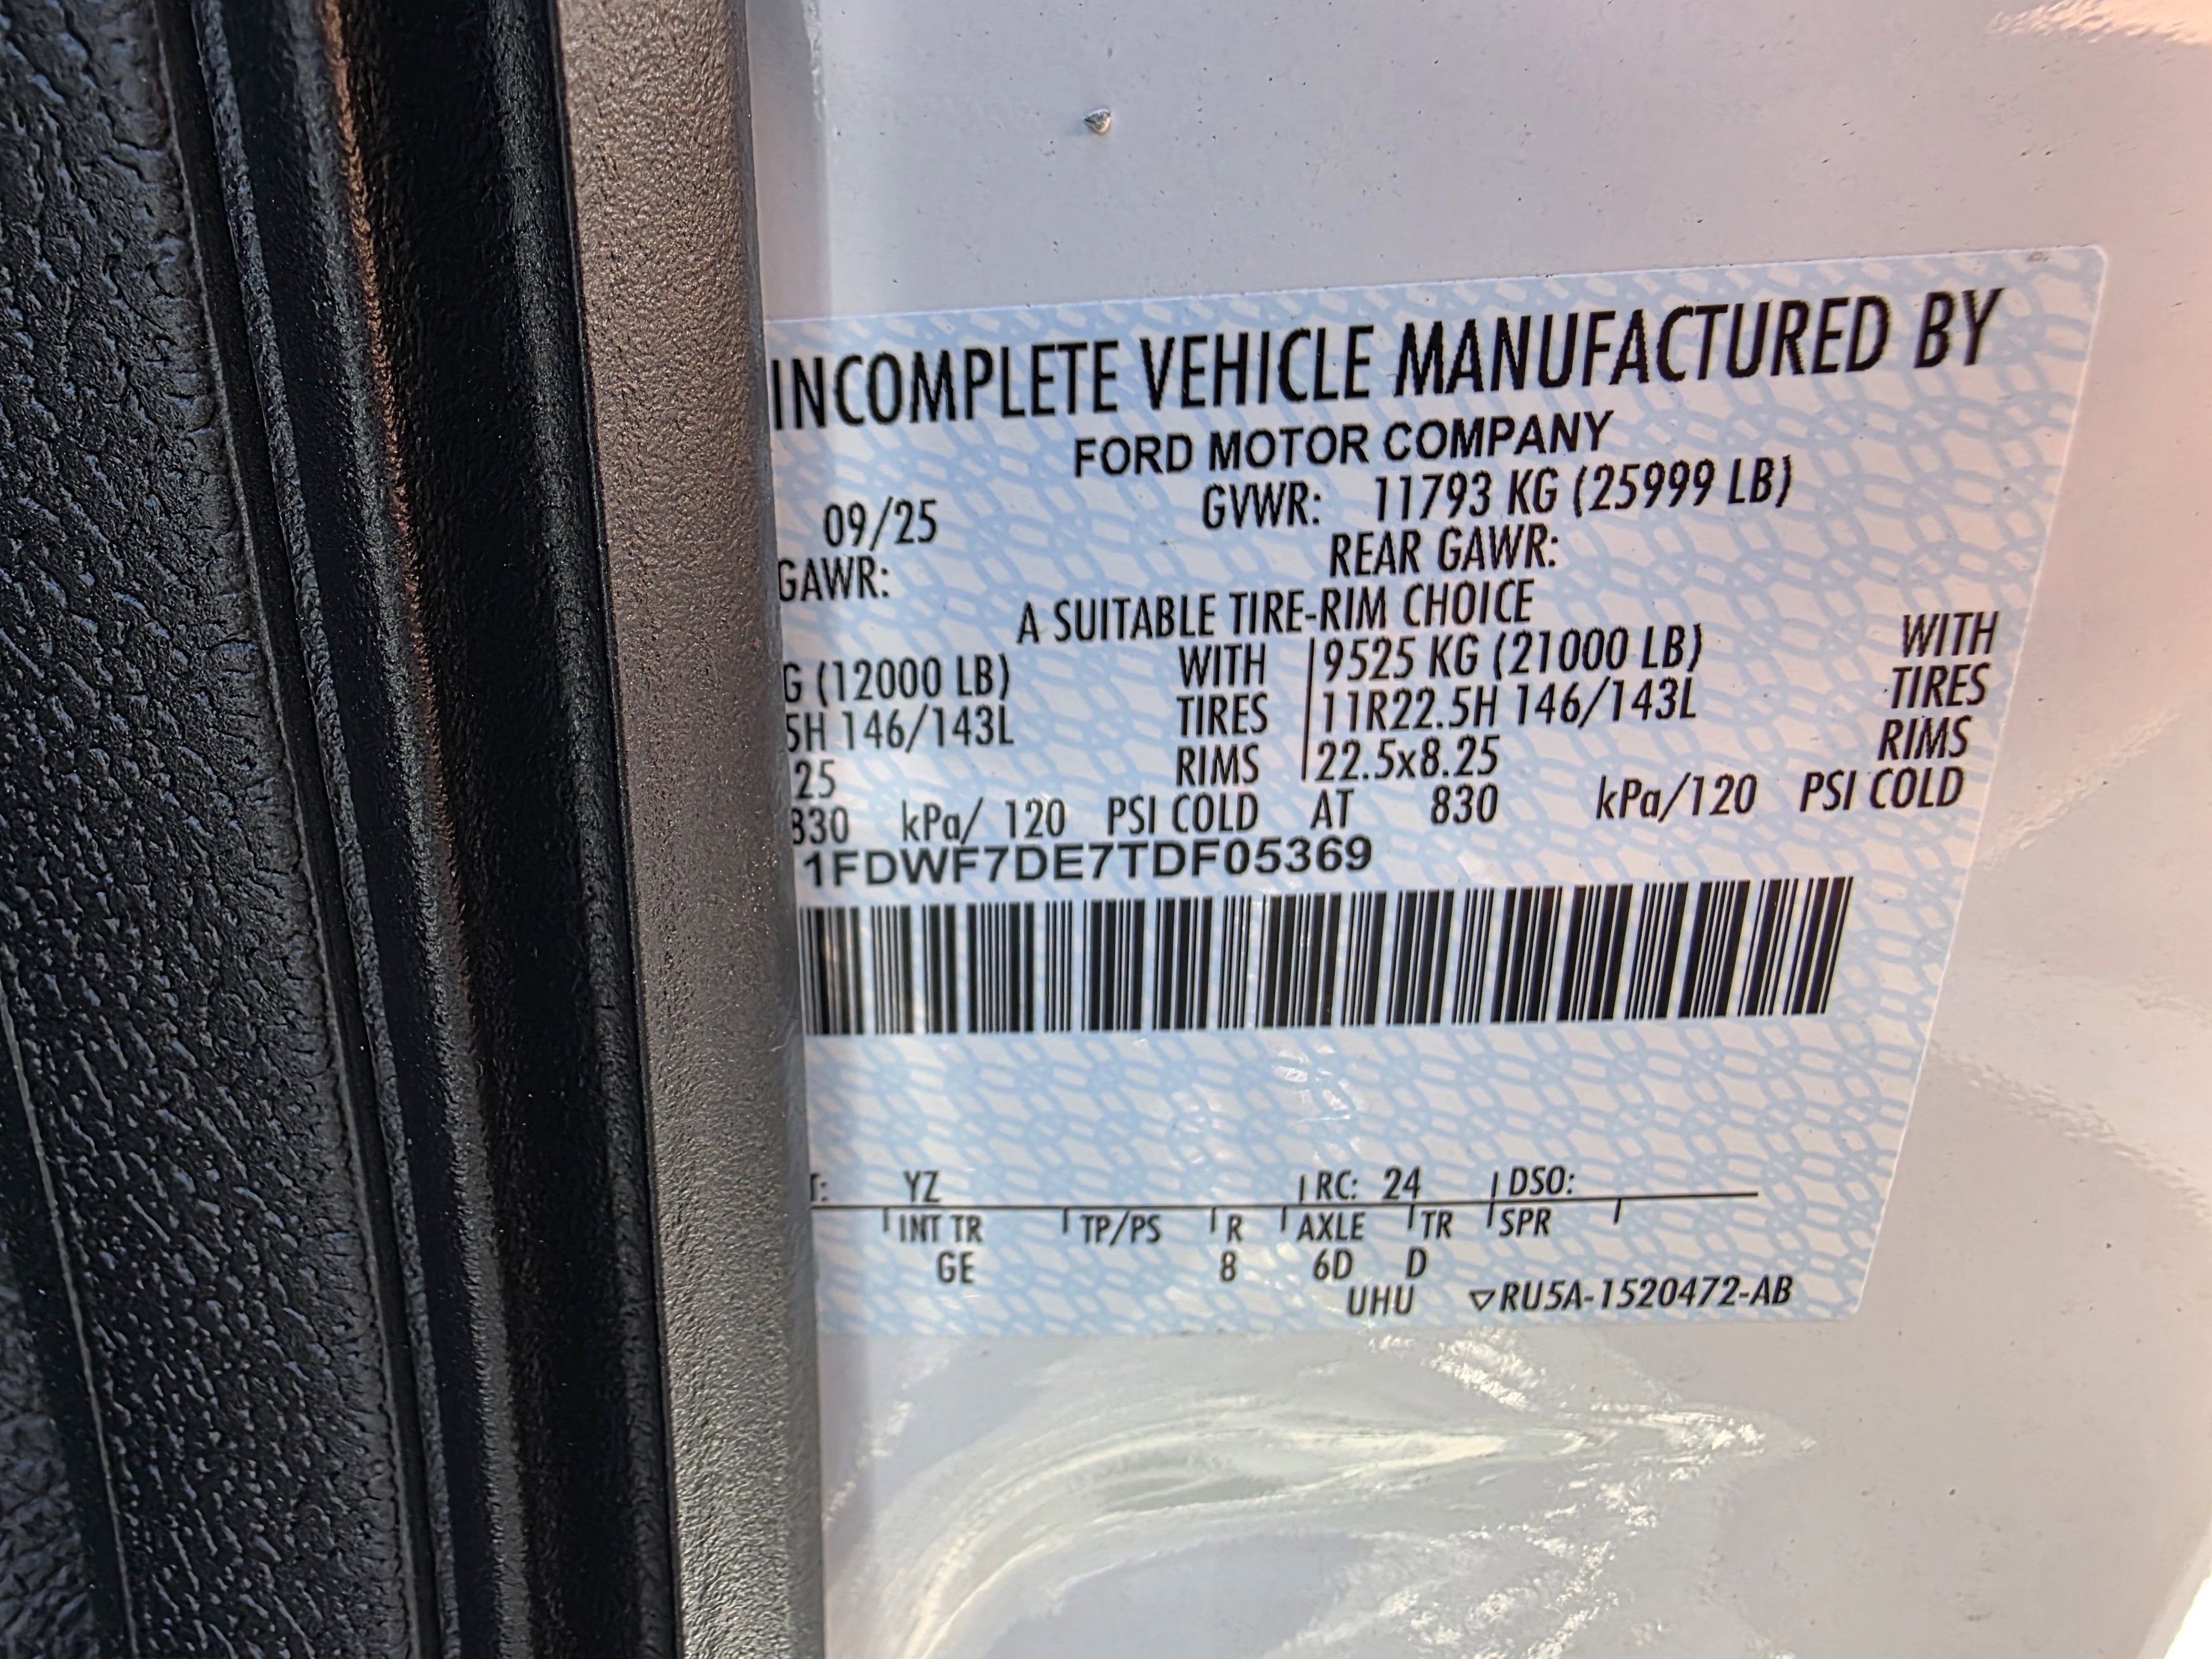 INCOMPLETE VEHICLE MANUFACTURED BY
FORD MOTOR COMPANY
09/25 GVWR: 11793 KG (25999 LB)
GAWR: REAR GAWR:
A SUITABLE TIRE-RIM CHOICE
G (12000 LB) WITH 9525 KG (21000 LB) WITH
5H 146/143L TIRES 11R22.5H 146/143L TIRES
25 RIMS 22.5x8.25 RIMS
830 kPa/ 120 PSI COLD AT 830 kPa/120 PSI COLD
1FDWF7DE7TDF05369
T: YZ RC: 24 DSO:
INT TR TP/PS R AXLE TR SPR
GE 8 6D D
UHU ▽RU5A-1520472-AB